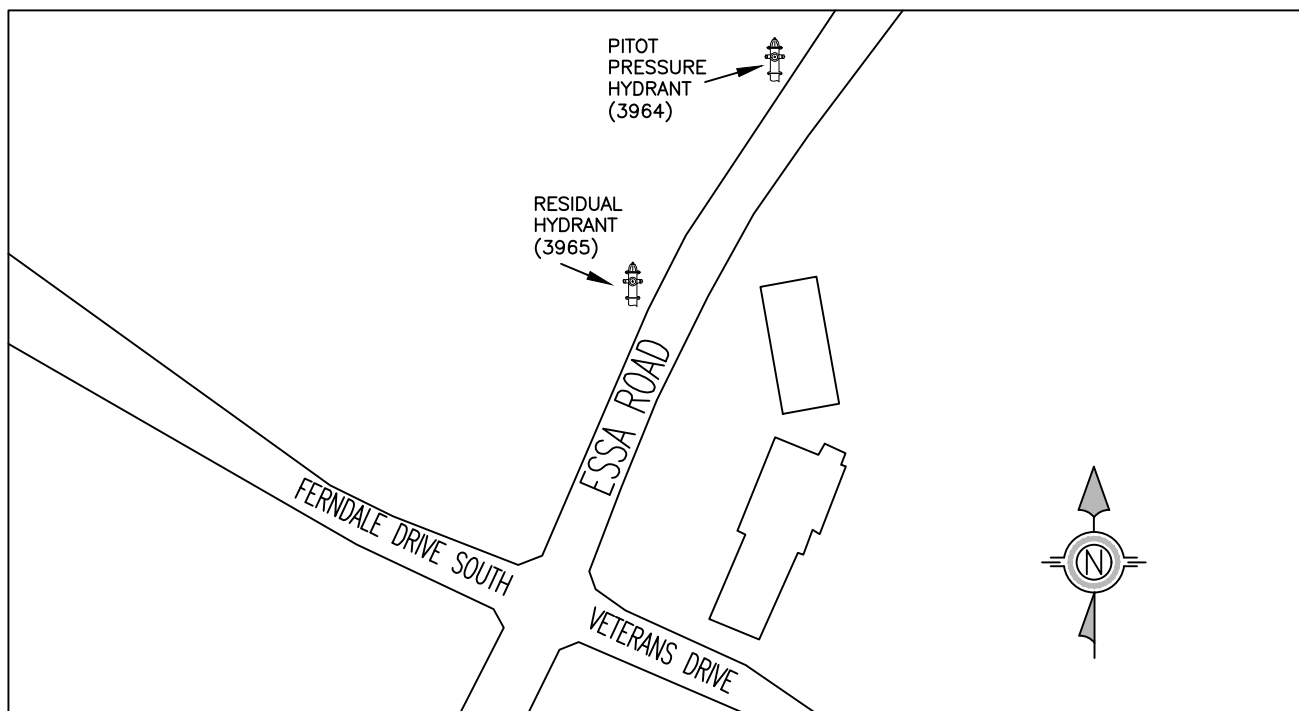 PITOT
PRESSURE
HYDRANT
(3964)
RESIDUAL
HYDRANT
(3965)
ESSA ROAD
FERNDALE DRIVE SOUTH
VETERANS DRIVE
N